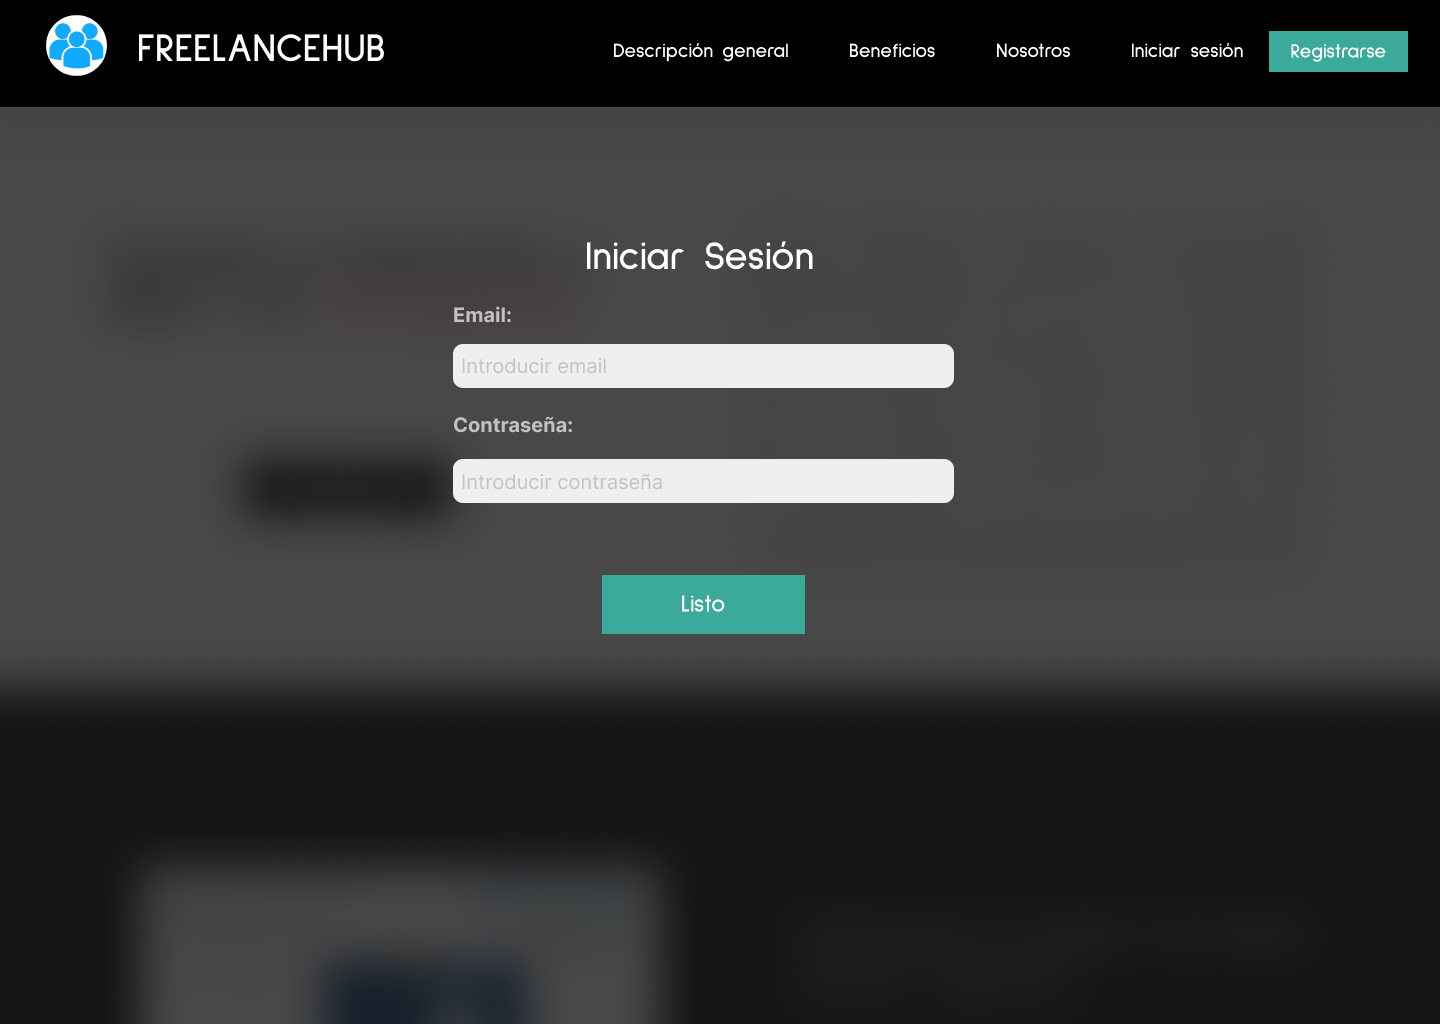 FREELANCEHUB
Descripción general
Beneficios
Nosotros
Iniciar sesión
Registrarse
Iniciar Sesión
Email:
Introducir email
Contraseña:
Introducir contraseña
Listo